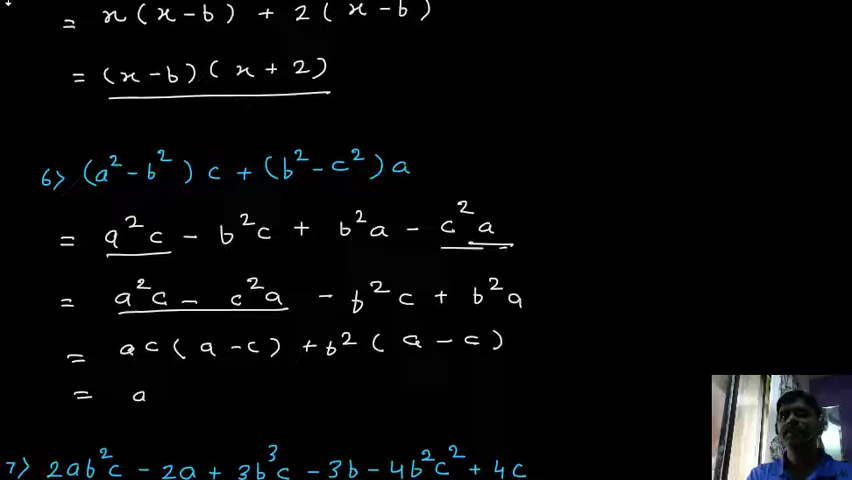 = x(x-b) + 2(x-b)
= (x-b)(x+2)
6> (a²-b²)c+(b²-c²)a
= a²c - b²c + b²a - c²a
= a²c - c²a - b²c + b²a
= ac(a-c) +b²(a-c)
= a
7> 2ab²c - 2a + 3b³c - 3b - 4b²c² + 4c